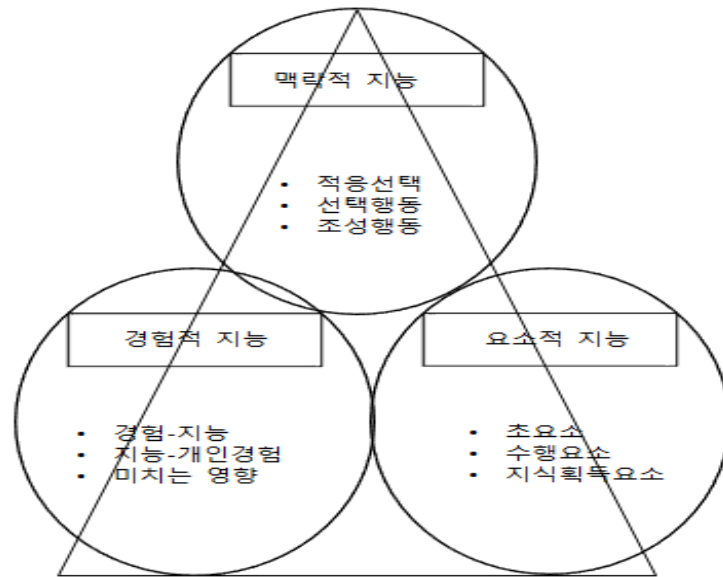 맥락적 지능
• 적응선택
• 선택행동
• 조성행동
경험적 지능
• 경험-지능
• 지능-개인경험
• 미치는 영향
요소적 지능
• 초요소
• 수행요소
• 지식획득요소